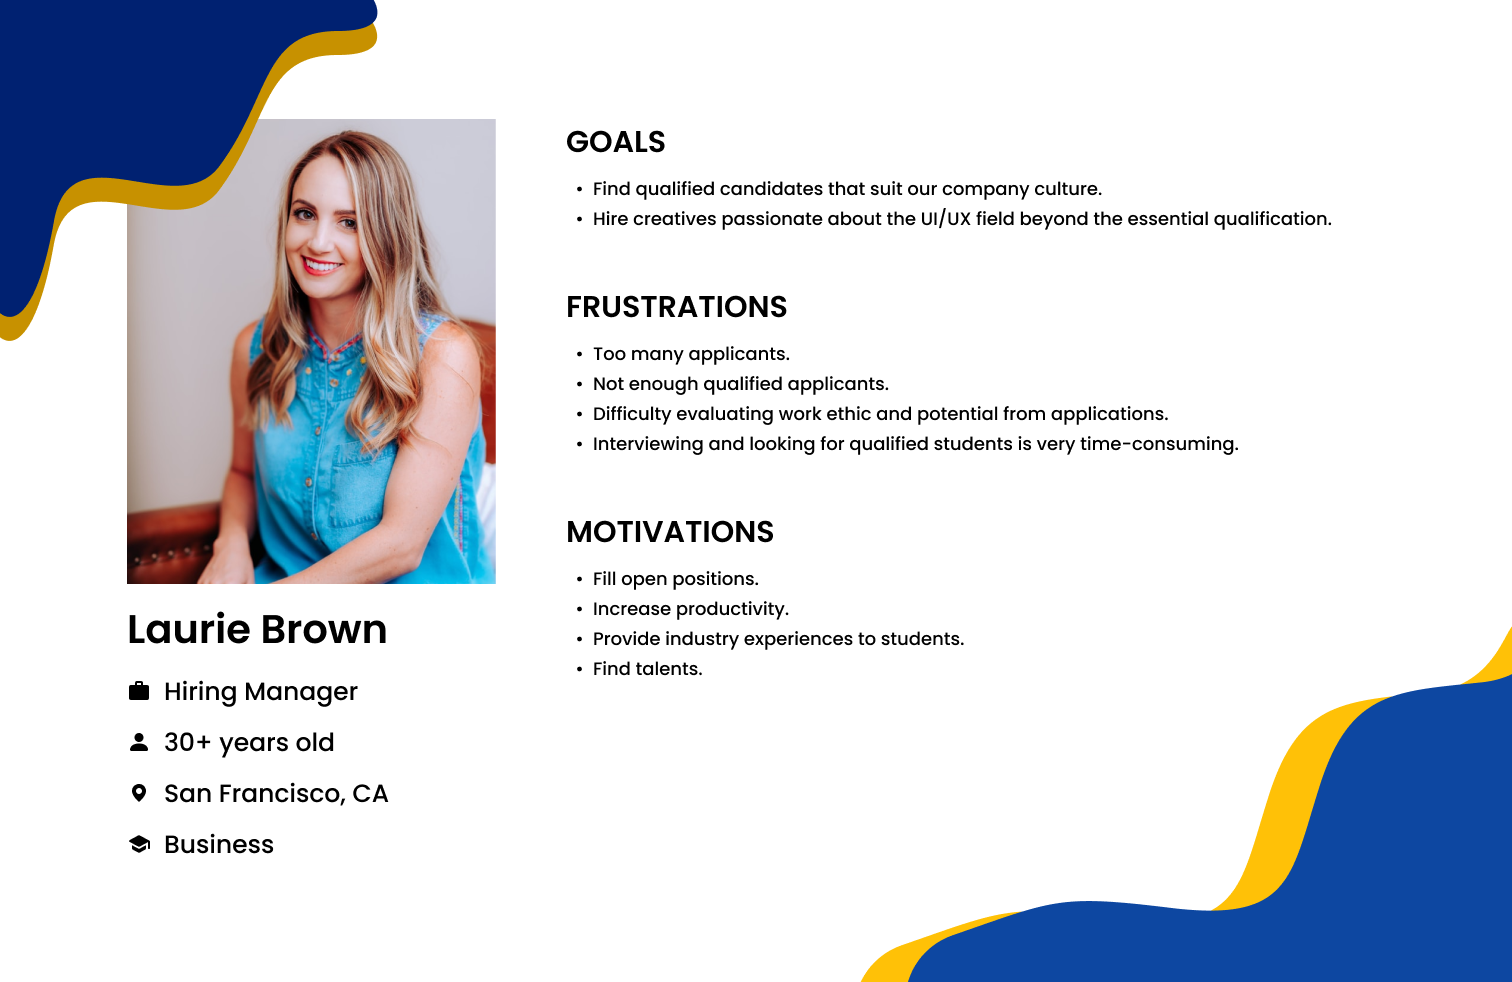 GOALS
• Find qualified candidates that suit our company culture.
• Hire creatives passionate about the UI/UX field beyond the essential qualification.
FRUSTRATIONS
• Too many applicants.
• Not enough qualified applicants.
• Difficulty evaluating work ethic and potential from applications.
• Interviewing and looking for qualified students is very time-consuming.
MOTIVATIONS
• Fill open positions.
• Increase productivity.
• Provide industry experiences to students.
• Find talents.
Laurie Brown
Hiring Manager
30+ years old
San Francisco, CA
Business